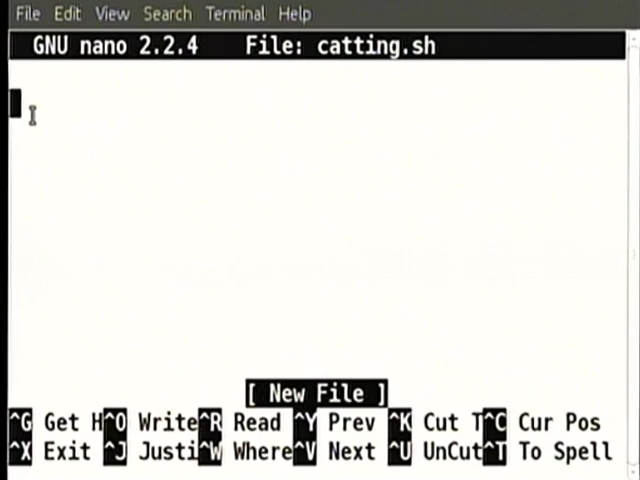 File Edit View Search Terminal Help
GNU nano 2.2.4 File: catting.sh
[ New File ]
^G Get H^O Write^R Read ^Y Prev ^K Cut T^C Cur Pos
^X Exit ^J Justi^W Where^V Next ^U UnCut^T To Spell